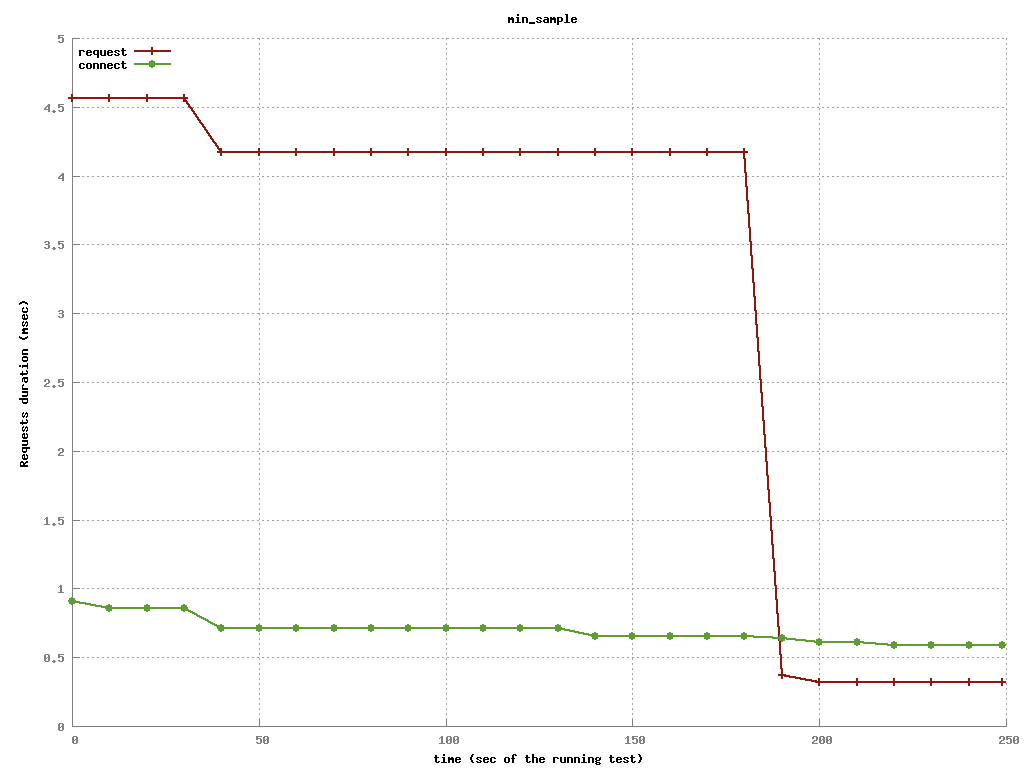 min_sample
request
connect
5
4.5
4
3.5
3
2.5
2
1.5
1
0.5
0
Requests duration (msec)
0 50 100 150 200 250
time (sec of the running test)